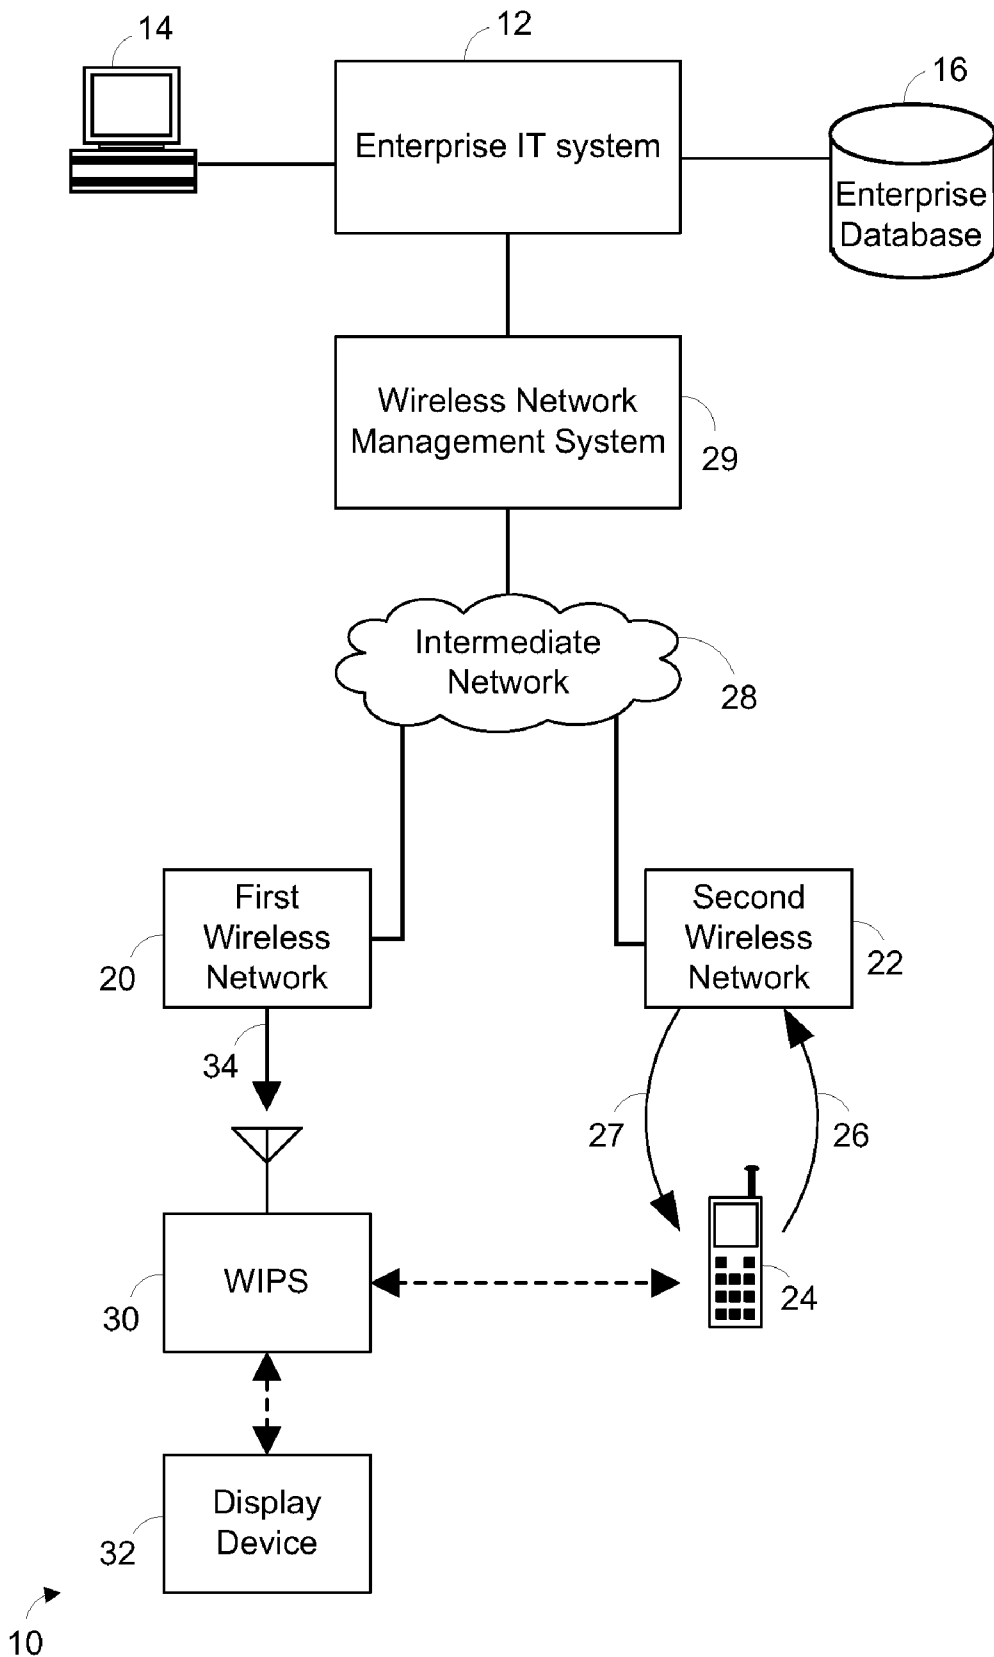 14
12
16
Enterprise IT system
Enterprise
Database
Wireless Network
Management System
29
Intermediate
Network
28
First
Wireless
Network
20
Second
Wireless
Network
22
34
27
26
WIPS
30
24
Display
Device
32
10